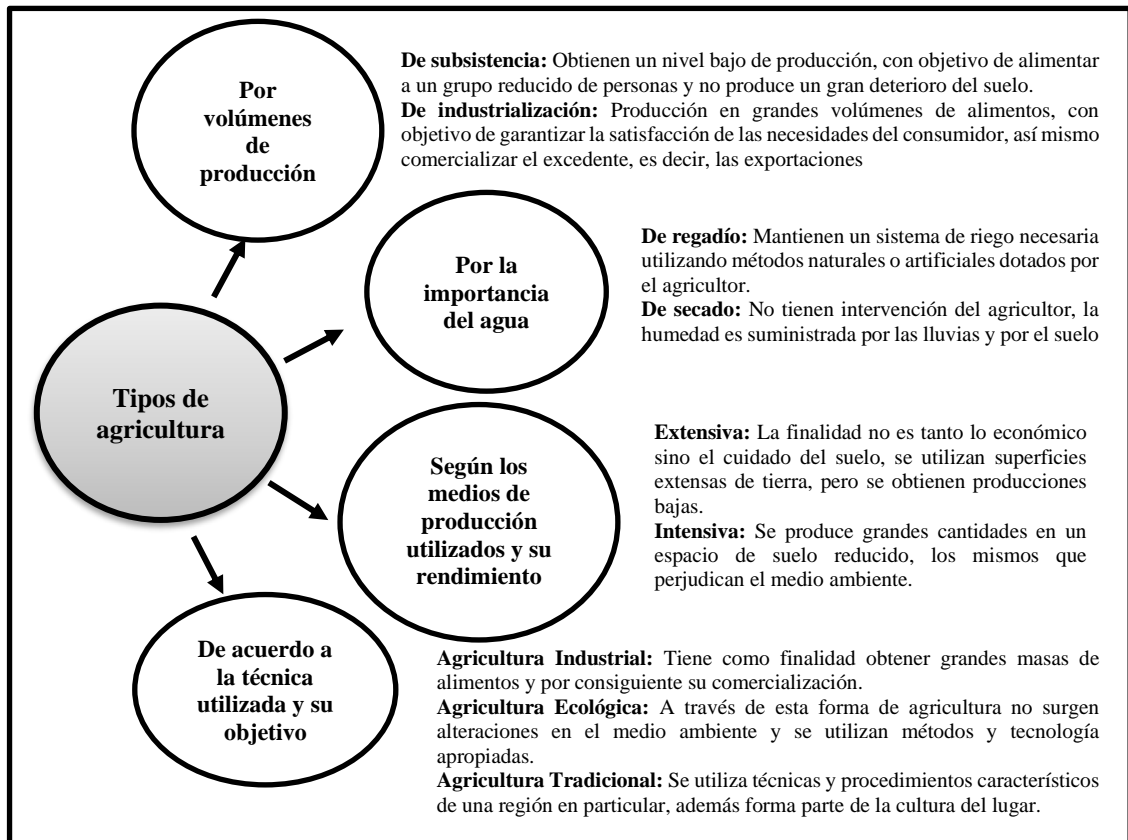 Por
volúmenes
de
producción
De subsistencia: Obtienen un nivel bajo de producción, con objetivo de alimentar
a un grupo reducido de personas y no produce un gran deterioro del suelo.
De industrialización: Producción en grandes volúmenes de alimentos, con
objetivo de garantizar la satisfacción de las necesidades del consumidor, así mismo
comercializar el excedente, es decir, las exportaciones
Por la
importancia
del agua
De regadío: Mantienen un sistema de riego necesaria
utilizando métodos naturales o artificiales dotados por
el agricultor.
De secado: No tienen intervención del agricultor, la
humedad es suministrada por las lluvias y por el suelo
Tipos de
agricultura
Según los
medios de
producción
utilizados y su
rendimiento
Extensiva: La finalidad no es tanto lo económico
sino el cuidado del suelo, se utilizan superficies
extensas de tierra, pero se obtienen producciones
bajas.
Intensiva: Se produce grandes cantidades en un
espacio de suelo reducido, los mismos que
perjudican el medio ambiente.
De acuerdo a
la técnica
utilizada y su
objetivo
Agricultura Industrial: Tiene como finalidad obtener grandes masas de
alimentos y por consiguiente su comercialización.
Agricultura Ecológica: A través de esta forma de agricultura no surgen
alteraciones en el medio ambiente y se utilizan métodos y tecnología
apropiadas.
Agricultura Tradicional: Se utiliza técnicas y procedimientos característicos
de una región en particular, además forma parte de la cultura del lugar.